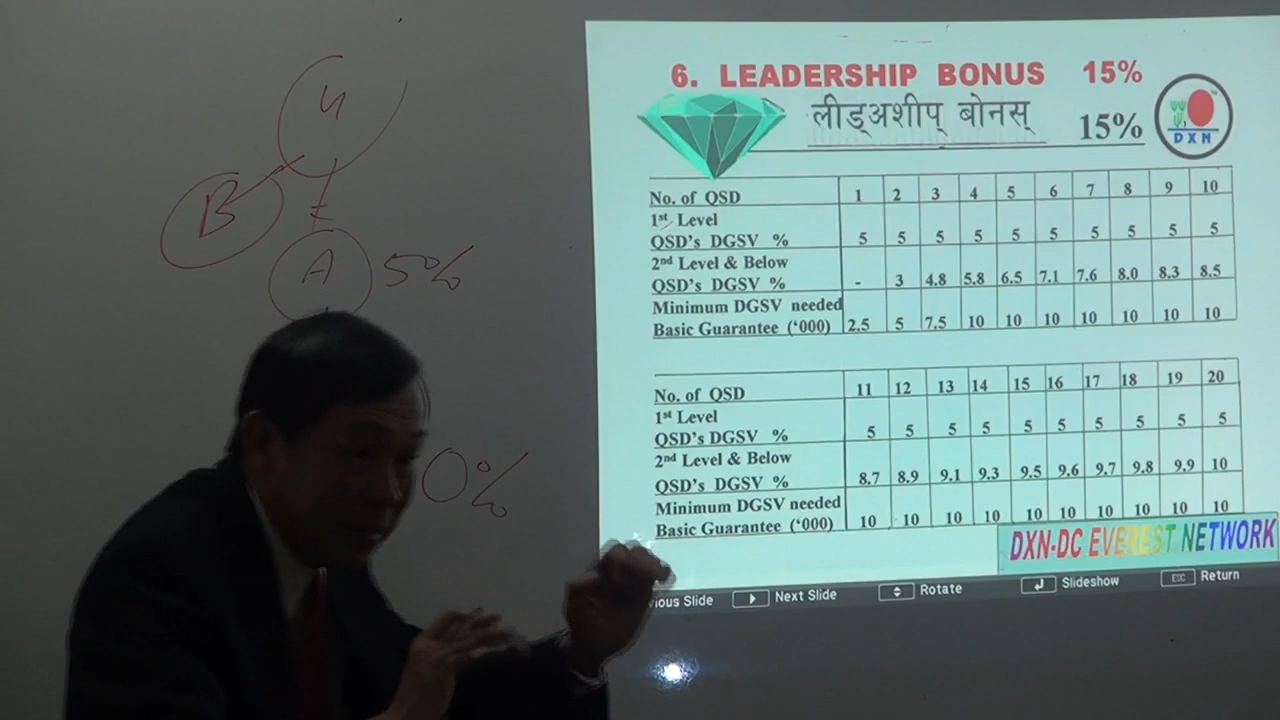 U
B
A 50%
0%
6. LEADERSHIP BONUS 15%
लीड्अशीप् बोनस् 15%
DXN
No. of QSD 1 2 3 4 5 6 7 8 9 10
1st Level
QSD's DGSV % 5 5 5 5 5 5 5 5 5 5
2nd Level & Below
QSD's DGSV % - 3 4.8 5.8 6.5 7.1 7.6 8.0 8.3 8.5
Minimum DGSV needed
Basic Guarantee ('000) 2.5 5 7.5 10 10 10 10 10 10 10
No. of QSD 11 12 13 14 15 16 17 18 19 20
1st Level
QSD's DGSV % 5 5 5 5 5 5 5 5 5 5
2nd Level & Below
QSD's DGSV % 8.7 8.9 9.1 9.3 9.5 9.6 9.7 9.8 9.9 10
Minimum DGSV needed
Basic Guarantee ('000) 10 10 10 10 10 10 10 10 10 10
DXN-DC EVEREST NETWORK
Slide Next Slide Rotate Slideshow ESC Return